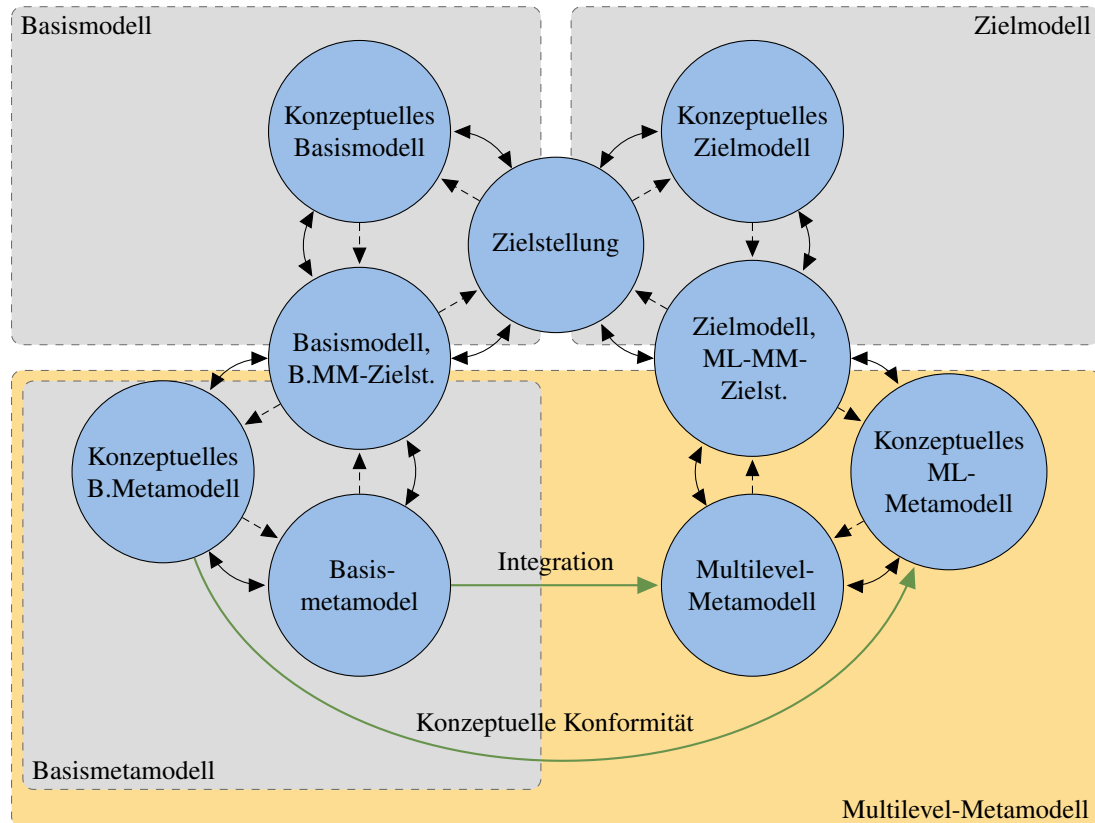 Basismodell
Zielmodell
Konzeptuelles
Basismodell
Konzeptuelles
Zielmodell
Zielstellung
Basismodell,
B.MM-Zielst.
Zielmodell,
ML-MM-
Zielst.
Konzeptuelles
B.Metamodell
Konzeptuelles
ML-
Metamodell
Basis-
metamodel
Integration
Multilevel-
Metamodell
Konzeptuelle Konformität
Basismetamodell
Multilevel-Metamodell